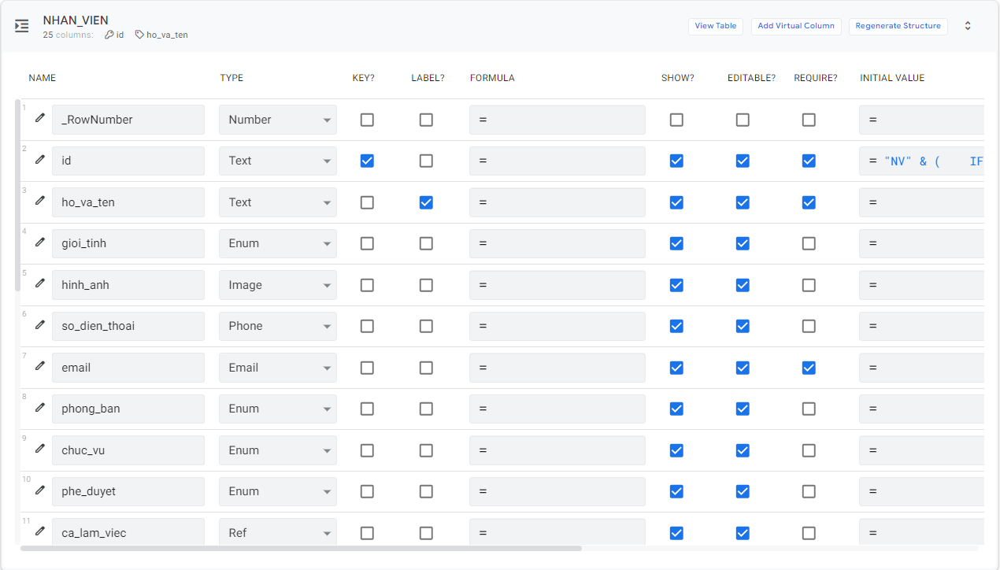 NHAN_VIEN
25 columns: id ho_va_ten
View Table Add Virtual Column Regenerate Structure
NAME TYPE KEY? LABEL? FORMULA SHOW? EDITABLE? REQUIRE? INITIAL VALUE
1 _RowNumber Number = =
2 id Text = = "NV" & ( IF
3 ho_va_ten Text = =
4 gioi_tinh Enum = =
5 hinh_anh Image = =
6 so_dien_thoai Phone = =
7 email Email = =
8 phong_ban Enum = =
9 chuc_vu Enum = =
10 phe_duyet Enum = =
11 ca_lam_viec Ref = =